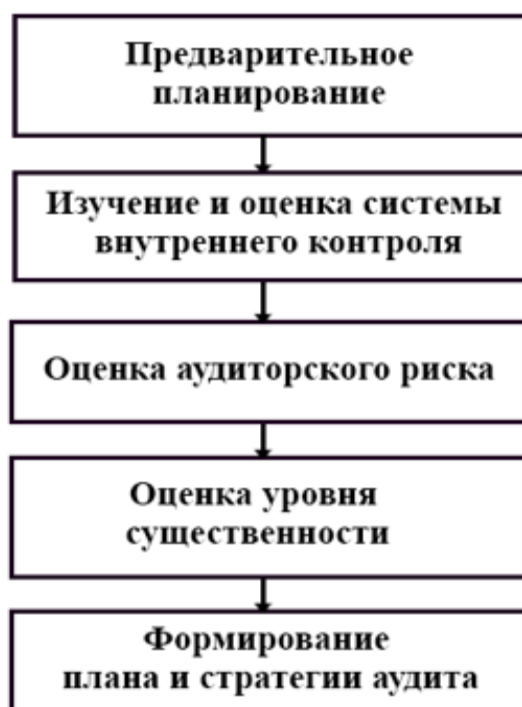 Предварительное
планирование
Изучение и оценка системы
внутреннего контроля
Оценка аудиторского риска
Оценка уровня
существенности
Формирование
плана и стратегии аудита